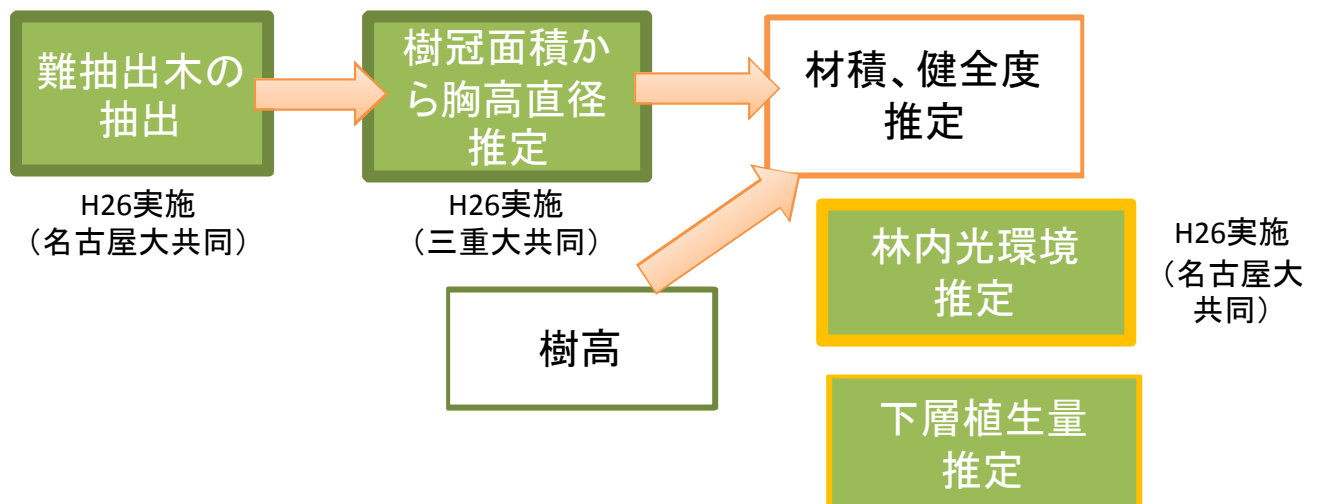 難抽出木の
抽出
H26実施
（名古屋大共同）
樹冠面積か
ら胸高直径
推定
H26実施
（三重大共同）
樹高
材積、健全度
推定
林内光環境
推定
H26実施
（名古屋大
共同）
下層植生量
推定